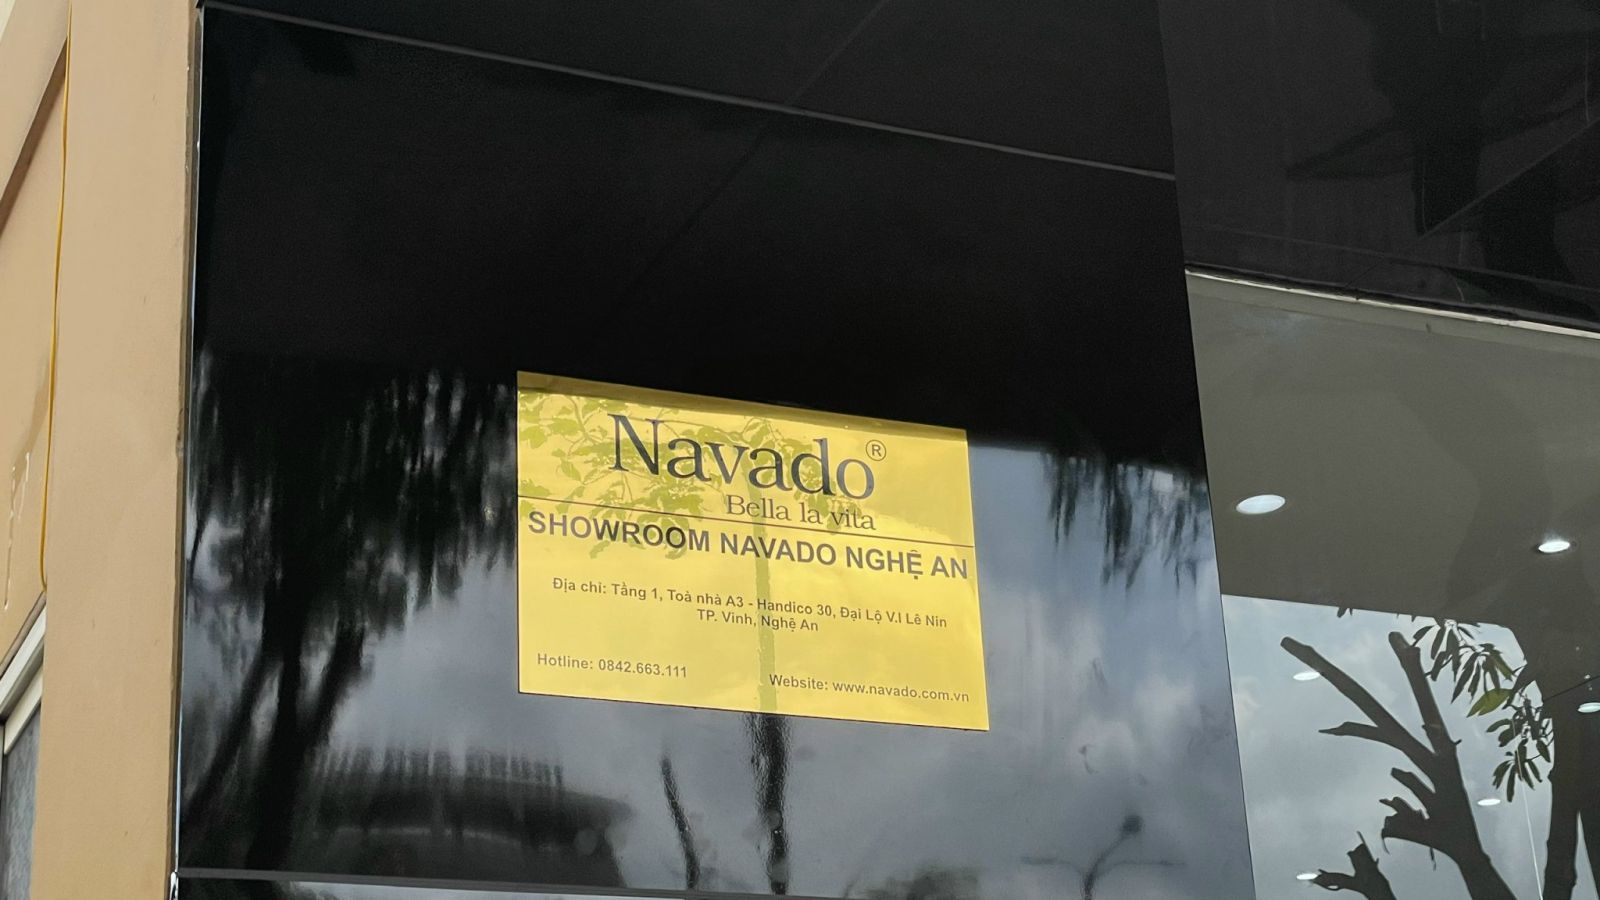 Navado®
Bella la vita
SHOWROOM NAVADO NGHỆ AN
Địa chỉ: Tầng 1, Toà nhà A3 - Handico 30, Đại Lộ V.I Lê Nin
TP. Vinh, Nghệ An
Hotline: 0842.663.111
Website: www.navado.com.vn